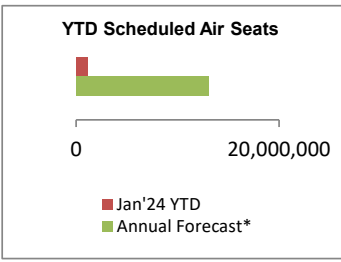 YTD Scheduled Air Seats
0 20,000,000
Jan'24 YTD
Annual Forecast*